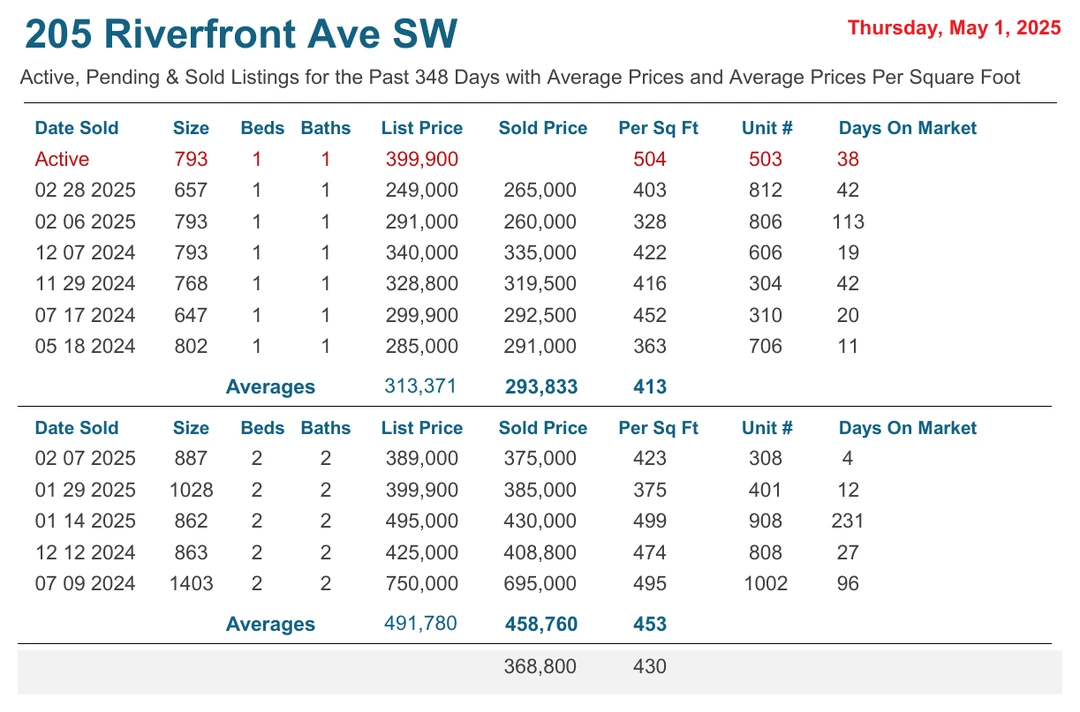 205 Riverfront Ave SW
Thursday, May 1, 2025
Active, Pending & Sold Listings for the Past 348 Days with Average Prices and Average Prices Per Square Foot
Date Sold Size Beds Baths List Price Sold Price Per Sq Ft Unit # Days On Market
Active 793 1 1 399,900 504 503 38
02 28 2025 657 1 1 249,000 265,000 403 812 42
02 06 2025 793 1 1 291,000 260,000 328 806 113
12 07 2024 793 1 1 340,000 335,000 422 606 19
11 29 2024 768 1 1 328,800 319,500 416 304 42
07 17 2024 647 1 1 299,900 292,500 452 310 20
05 18 2024 802 1 1 285,000 291,000 363 706 11
Averages 313,371 293,833 413
Date Sold Size Beds Baths List Price Sold Price Per Sq Ft Unit # Days On Market
02 07 2025 887 2 2 389,000 375,000 423 308 4
01 29 2025 1028 2 2 399,900 385,000 375 401 12
01 14 2025 862 2 2 495,000 430,000 499 908 231
12 12 2024 863 2 2 425,000 408,800 474 808 27
07 09 2024 1403 2 2 750,000 695,000 495 1002 96
Averages 491,780 458,760 453
368,800 430